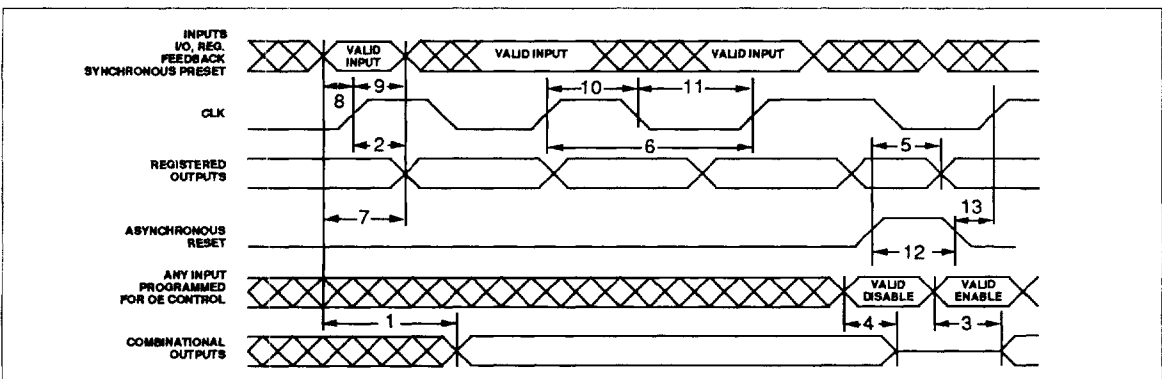 INPUTS
I/O, REG.
FEEDBACK
SYNCHRONOUS PRESET
VALID
INPUT
VALID INPUT
VALID INPUT
8
9
10
11
CLK
2
6
5
REGISTERED
OUTPUTS
7
13
ASYNCHRONOUS
RESET
12
ANY INPUT
PROGRAMMED
FOR OE CONTROL
VALID
DISABLE
VALID
ENABLE
1
4
3
COMBINATIONAL
OUTPUTS